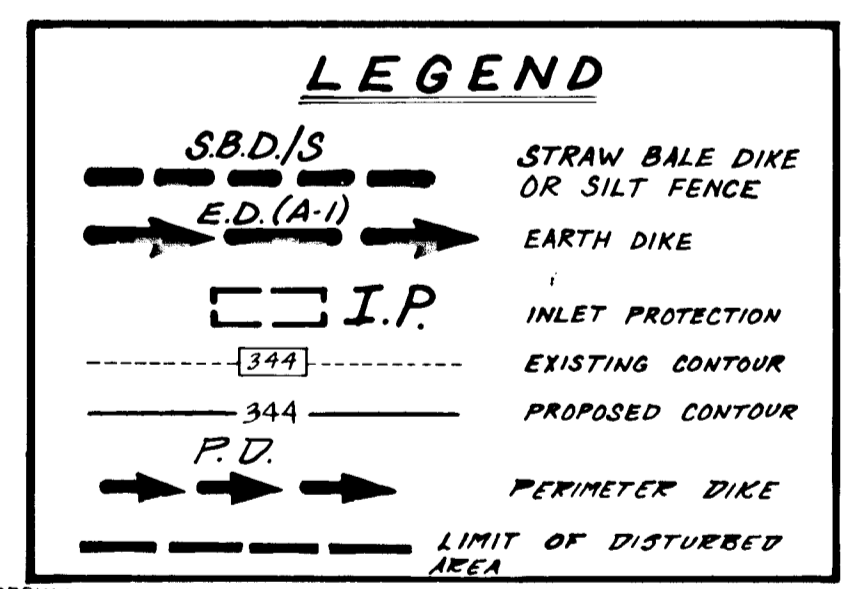 LEGEND
S.B.D./S
STRAW BALE DIKE
OR SILT FENCE
E.D. (A-1)
EARTH DIKE
I.P.
INLET PROTECTION
344
EXISTING CONTOUR
344
PROPOSED CONTOUR
P.D.
PERIMETER DIKE
LIMIT OF DISTURBED
AREA